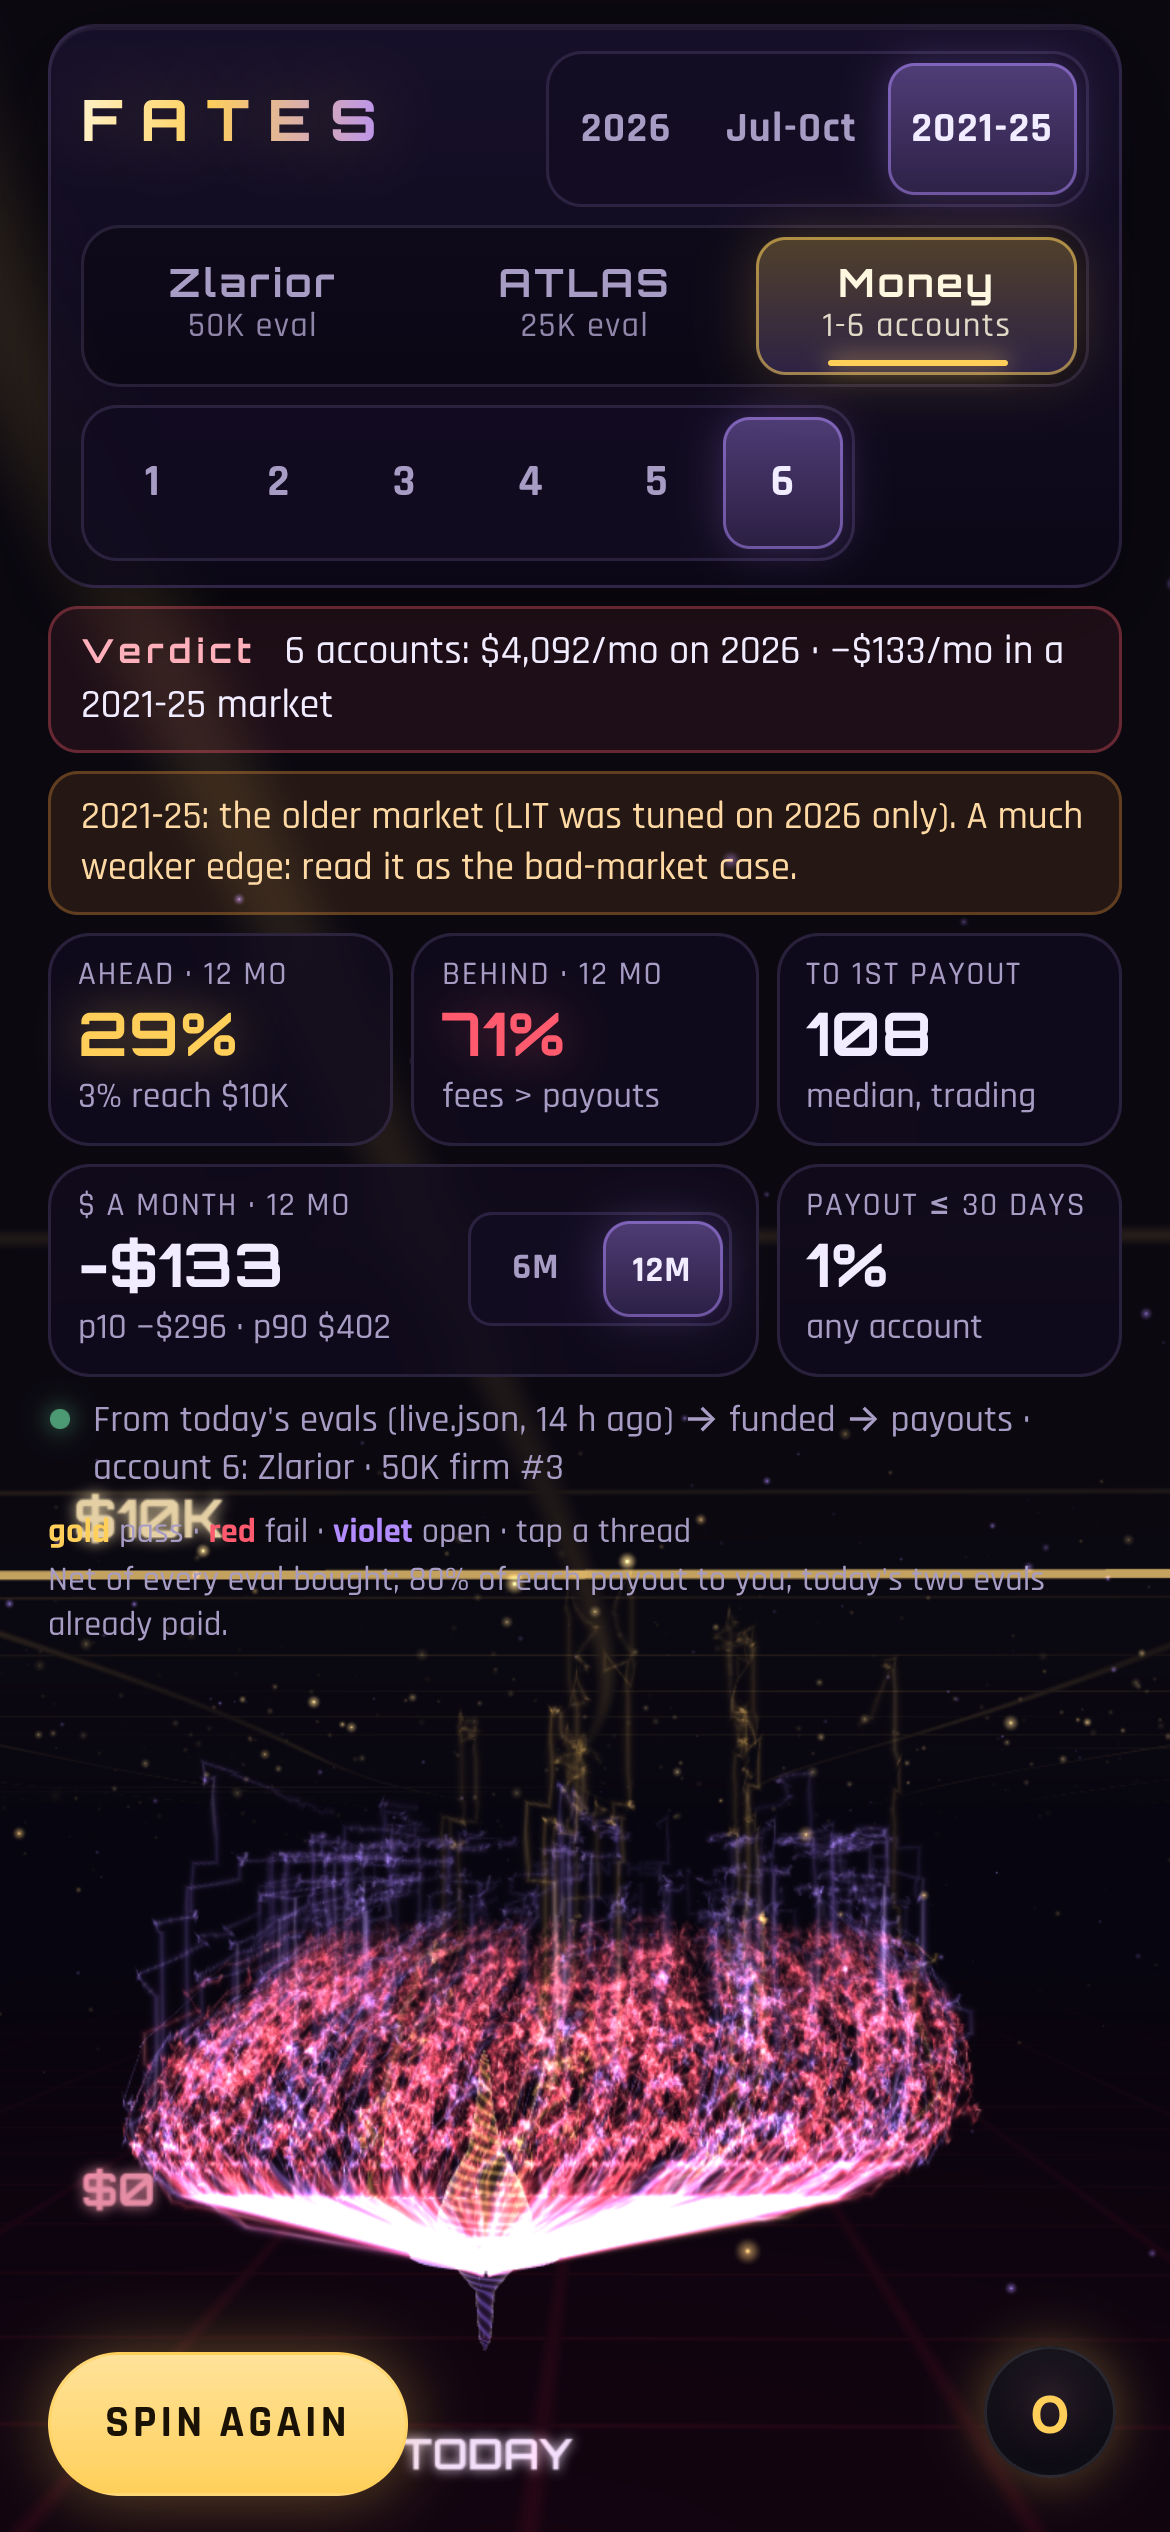 FATES
2026 Jul-Oct 2021-25
Zlarior ATLAS Money
50K eval 25K eval 1-6 accounts
1 2 3 4 5 6
Verdict 6 accounts: $4,092/mo on 2026 · −$133/mo in a
2021-25 market
2021-25: the older market (LIT was tuned on 2026 only). A much
weaker edge: read it as the bad-market case.
AHEAD · 12 MO
29%
3% reach $10K
BEHIND · 12 MO
71%
fees > payouts
TO 1ST PAYOUT
108
median, trading
$ A MONTH · 12 MO
−$133
p10 −$296 · p90 $402
6M 12M
PAYOUT ≤ 30 DAYS
1%
any account
From today's evals (live.json, 14 h ago) → funded → payouts ·
account 6: Zlarior · 50K firm #3
$10K
gold pass · red fail · violet open · tap a thread
Net of every eval bought, 80% of each payout to you, today's two evals
already paid.
$0
SPIN AGAIN
TODAY
O